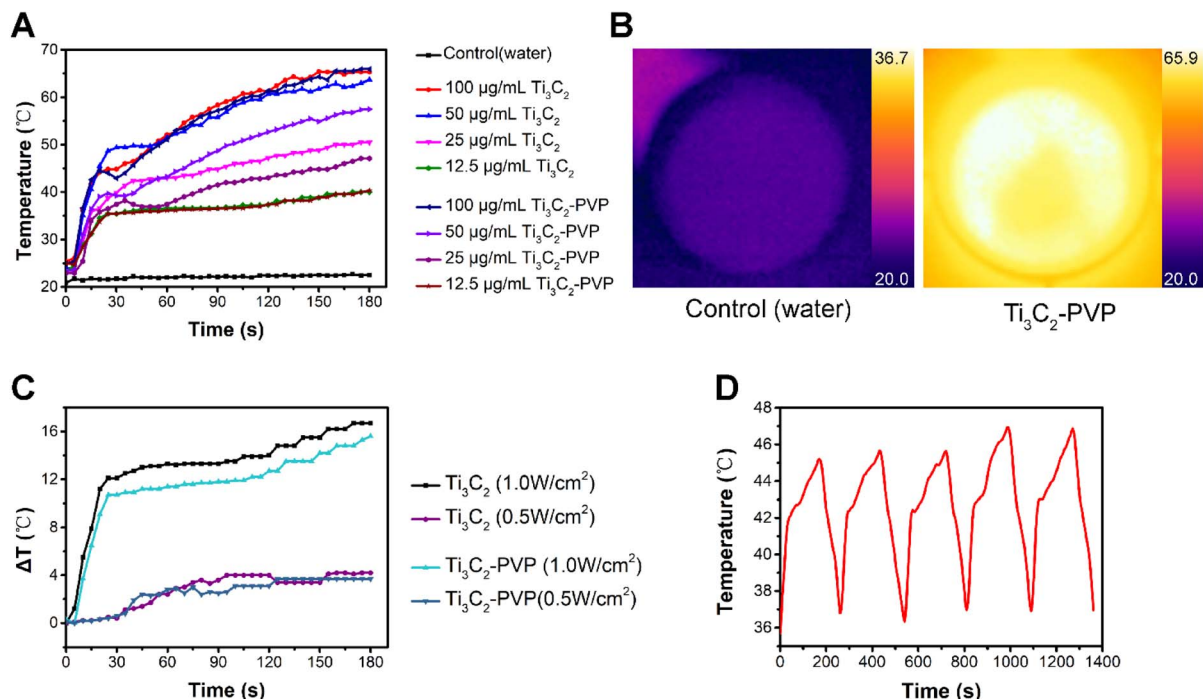 A
Temperature (℃)
70
60
50
40
30
20
0 30 60 90 120 150 180
Time (s)
Control(water)
100 μg/mL Ti₃C₂
50 μg/mL Ti₃C₂
25 μg/mL Ti₃C₂
12.5 μg/mL Ti₃C₂
100 μg/mL Ti₃C₂-PVP
50 μg/mL Ti₃C₂-PVP
25 μg/mL Ti₃C₂-PVP
12.5 μg/mL Ti₃C₂-PVP
B
36.7
20.0
Control (water)
65.9
20.0
Ti₃C₂-PVP
C
ΔT (℃)
16
12
8
4
0
0 30 60 90 120 150 180
Time (s)
Ti₃C₂ (1.0W/cm²)
Ti₃C₂ (0.5W/cm²)
Ti₃C₂-PVP (1.0W/cm²)
Ti₃C₂-PVP(0.5W/cm²)
D
Temperature (℃)
48
46
44
42
40
38
36
0 200 400 600 800 1000 1200 1400
Time (s)